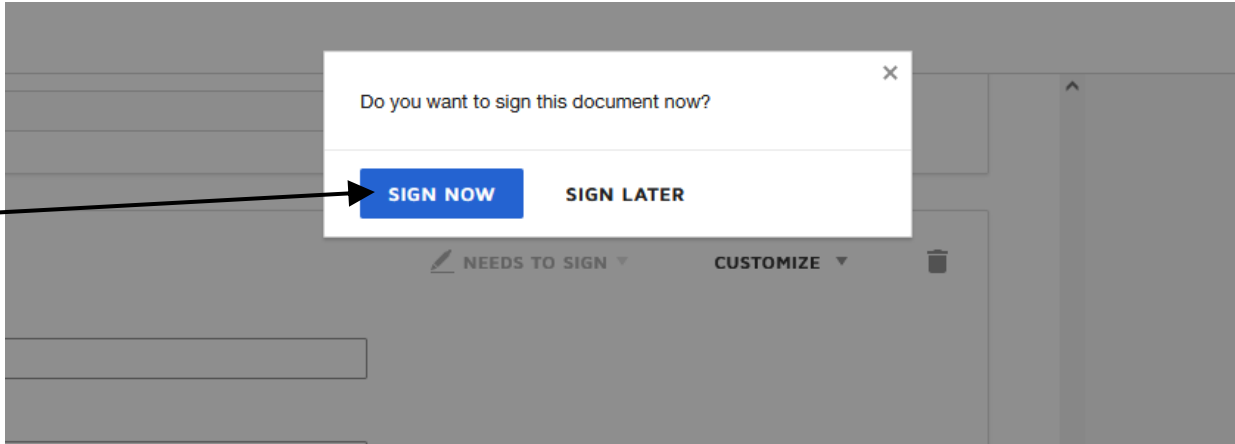 Do you want to sign this document now?
SIGN NOW SIGN LATER
NEEDS TO SIGN CUSTOMIZE